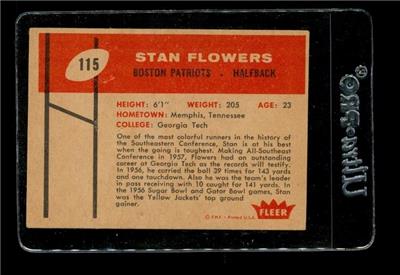 115
STAN FLOWERS
BOSTON PATRIOTS - HALFBACK
HEIGHT: 6'1" WEIGHT: 205 AGE: 23
HOMETOWN: Memphis, Tennessee
COLLEGE: Georgia Tech
One of the most colorful runners in the history of
the Southeastern Conference, Stan is at his best
when the going is toughest. Making All-Southeast
Conference in 1957, Flowers had an outstanding
career at Georgia Tech as the records will testify.
In 1956, he carried the ball 39 times for 143 yards
and one touchdown. Also he was the team's leader
in pass receiving with 10 caught for 141 yards. In
the 1956 Sugar Bowl and Gator Bowl games, Stan
was the Yellow Jackets' top ground
gainer.
FLEER
Printed U.S.A.